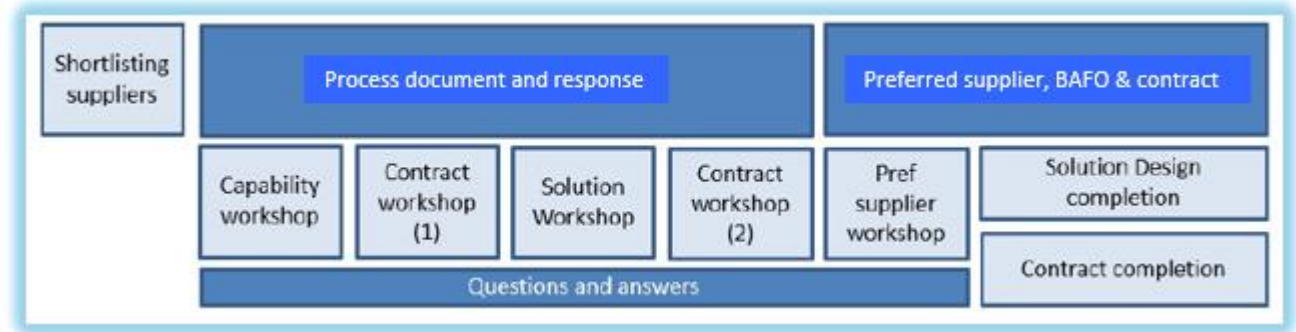 Shortlisting
suppliers
Process document and response
Preferred supplier, BAFO & contract
Capability
workshop
Contract
workshop
(1)
Solution
Workshop
Contract
workshop
(2)
Pref
supplier
workshop
Solution Design
completion
Contract completion
Questions and answers